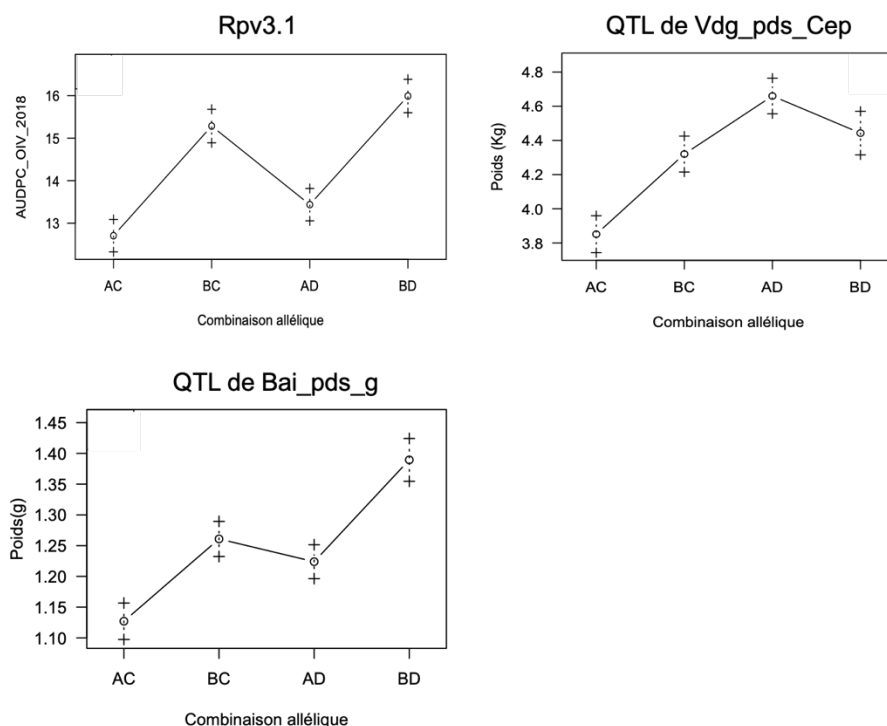 Rpv3.1
AUDPC_OIV_2018
16
15
14
13
AC BC AD BD
Combinaison allélique
QTL de Vdg_pds_Cep
Poids (Kg)
4.8
4.6
4.4
4.2
4.0
3.8
AC BC AD BD
Combinaison allélique
QTL de Bai_pds_g
Poids(g)
1.45
1.40
1.35
1.30
1.25
1.20
1.15
1.10
AC BC AD BD
Combinaison allélique